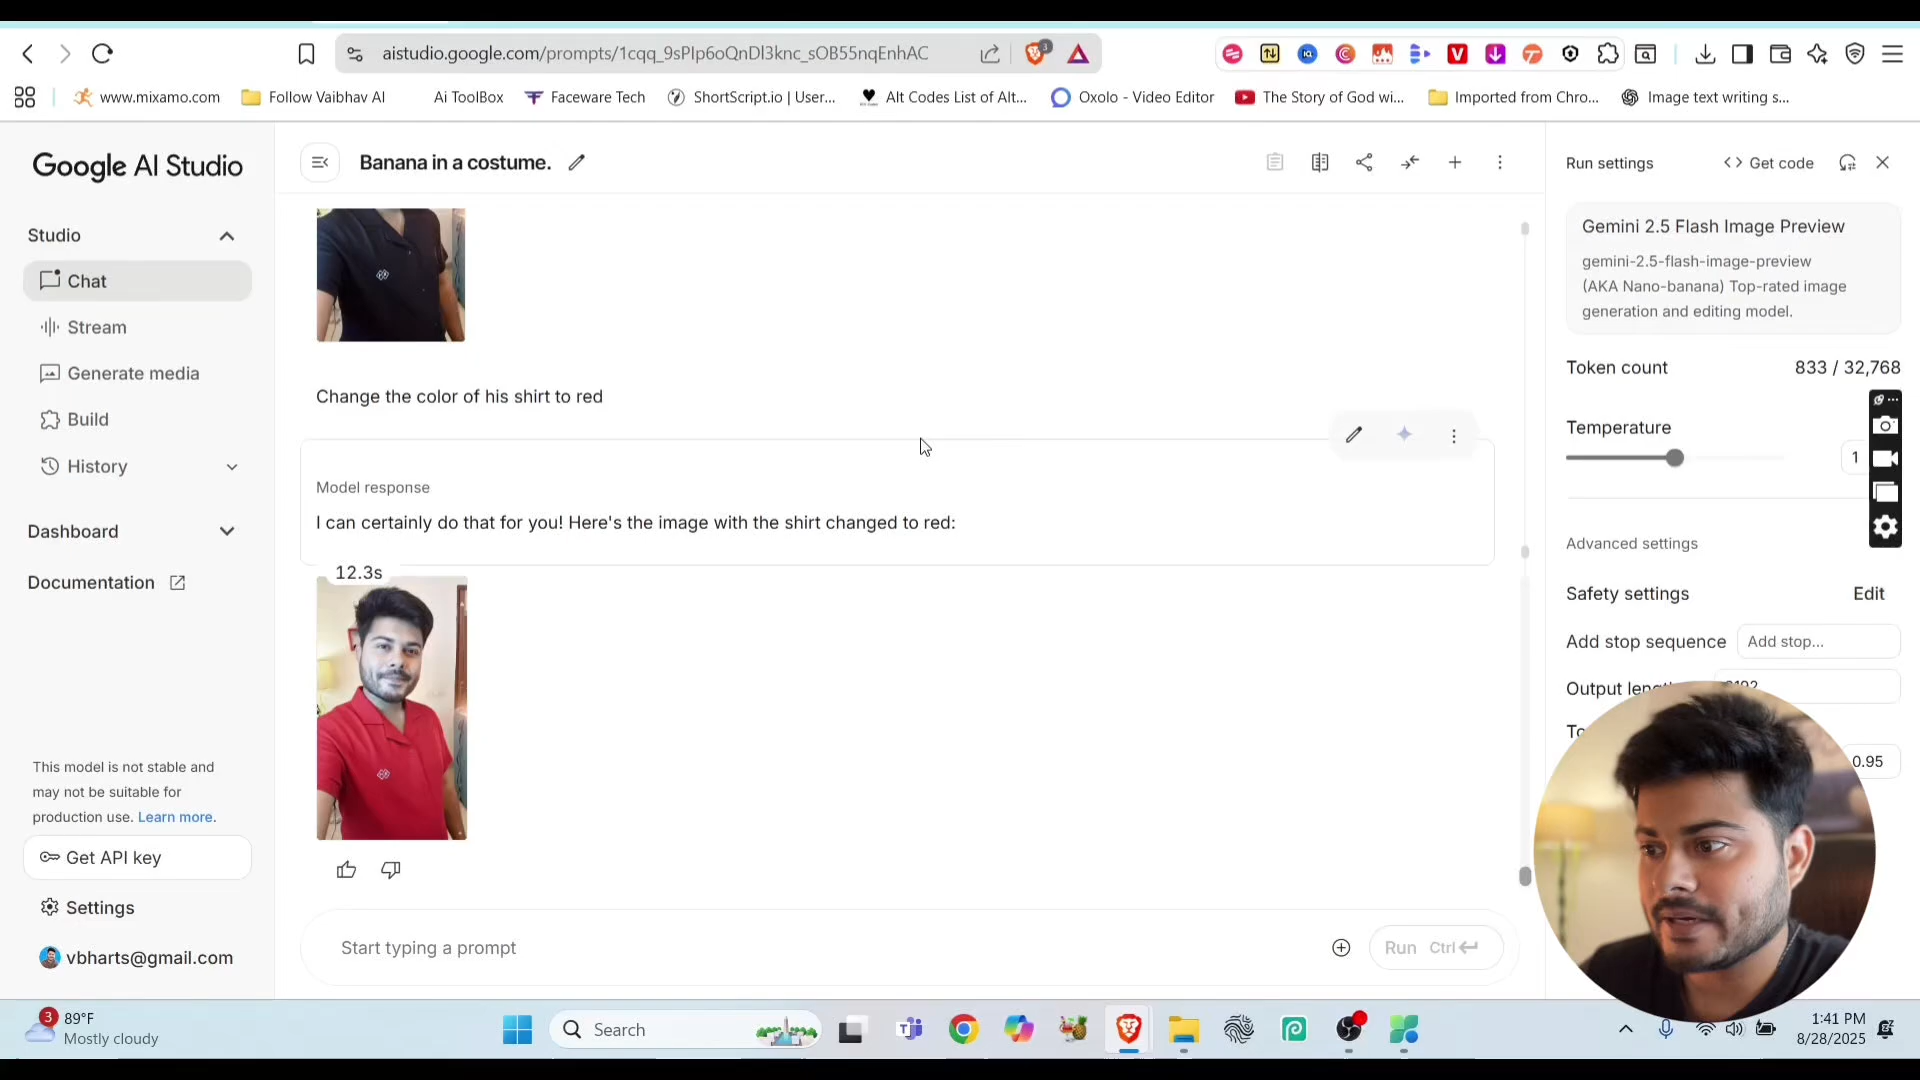 aistudio.google.com/prompts/1cqq_9sPIp6oQnDl3knc_sOB55nqEnhAC
3
www.mixamo.com
Follow Vaibhav AI
Ai ToolBox
Faceware Tech
ShortScript.io | User...
Alt Codes List of Alt...
Oxolo - Video Editor
The Story of God wi...
Imported from Chro...
Image text writing s...
Google AI Studio
Banana in a costume.
Run settings
<> Get code
Studio
Chat
Stream
Generate media
Build
History
Dashboard
Documentation
Gemini 2.5 Flash Image Preview
gemini-2.5-flash-image-preview
(AKA Nano-banana) Top-rated image
generation and editing model.
Token count
833 / 32,768
Change the color of his shirt to red
Temperature
1
Model response
I can certainly do that for you! Here's the image with the shirt changed to red:
12.3s
Advanced settings
Safety settings
Edit
Add stop sequence
Add stop...
Output
0.95
This model is not stable and
may not be suitable for
production use. Learn more.
Get API key
Settings
vbharts@gmail.com
Start typing a prompt
Run Ctrl
3
89°F
Mostly cloudy
Search
1:41 PM
8/28/2025